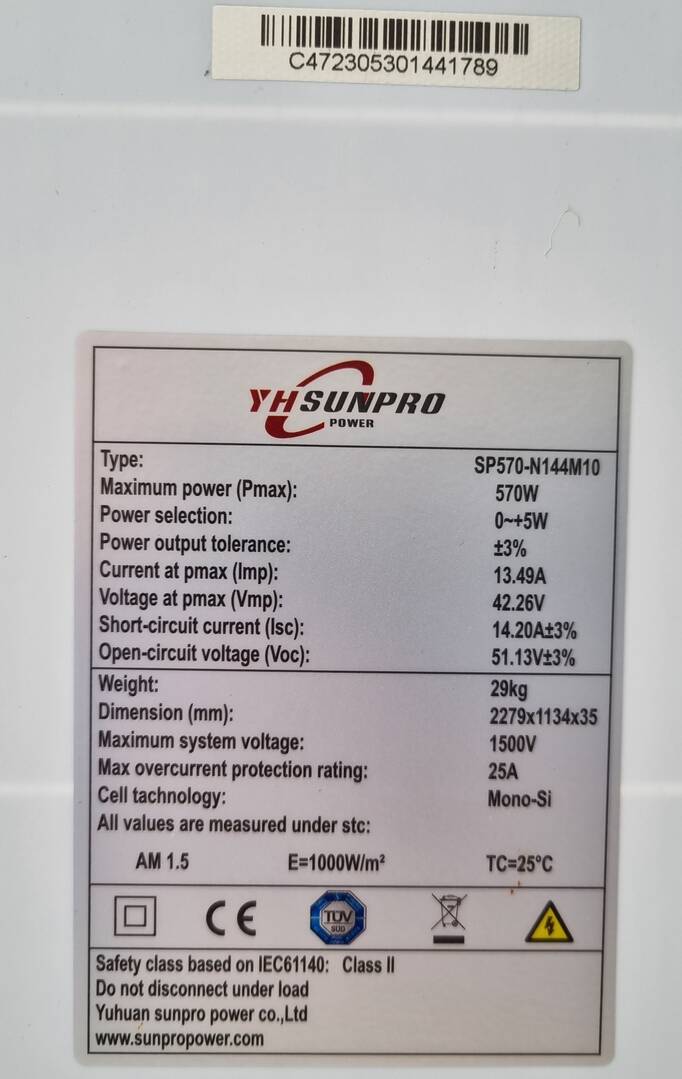 C472305301441789
YHSUNPRO
POWER
Type: SP570-N144M10
Maximum power (Pmax): 570W
Power selection: 0~+5W
Power output tolerance: ±3%
Current at pmax (Imp): 13.49A
Voltage at pmax (Vmp): 42.26V
Short-circuit current (Isc): 14.20A±3%
Open-circuit voltage (Voc): 51.13V±3%
Weight: 29kg
Dimension (mm): 2279x1134x35
Maximum system voltage: 1500V
Max overcurrent protection rating: 25A
Cell tachnology: Mono-Si
All values are measured under stc:
AM 1.5 E=1000W/m² TC=25°C
CE TÜV
SÜD
Safety class based on IEC61140: Class II
Do not disconnect under load
Yuhuan sunpro power co.,Ltd
www.sunpropower.com